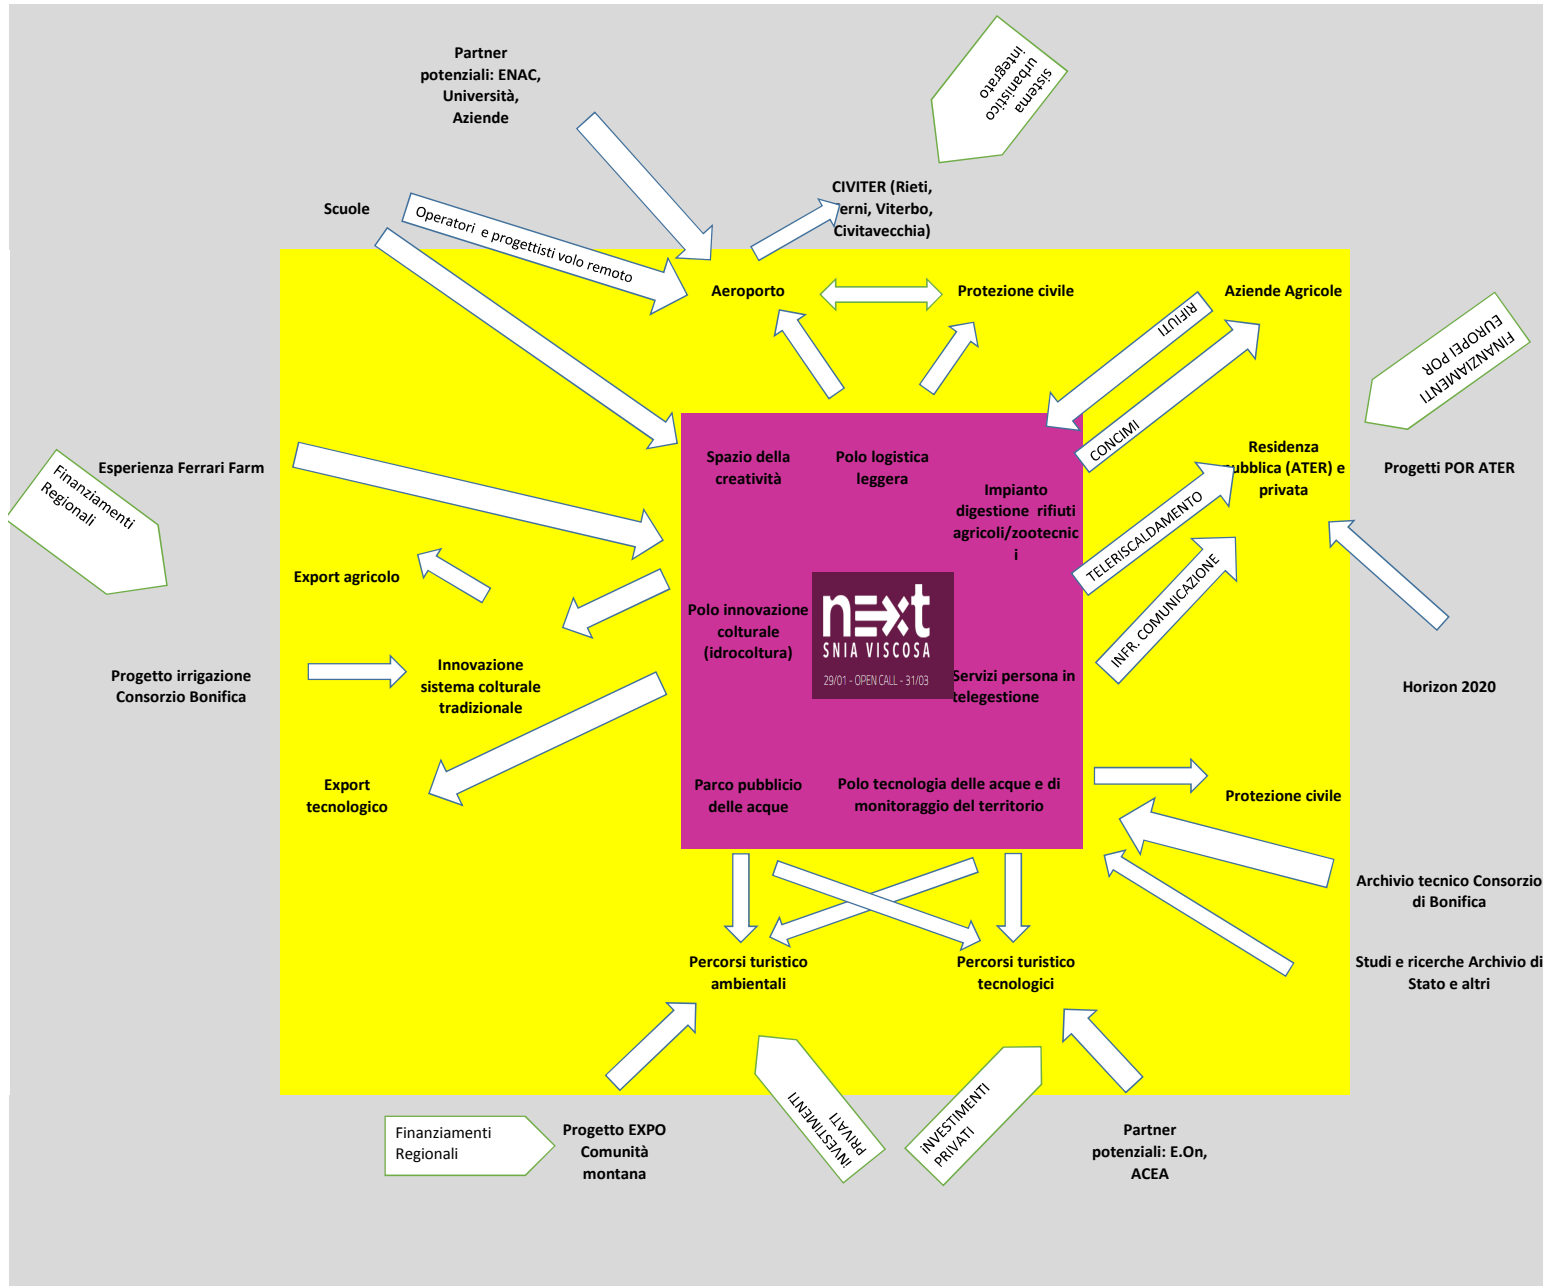 Partner
potenziali: ENAC,
Università,
Aziende
sistema
urbanistico
integrato
Scuole
Operatori e progettisti volo remoto
CIVITER (Rieti,
erni, Viterbo,
Civitavecchia)
Aeroporto
Protezione civile
Aziende Agricole
RIFIUTI
CONCIMI
FINANZIAMENTI
EUROPEI POR
Esperienza Ferrari Farm
Finanziamenti
Regionali
Spazio della
creatività
Polo logistica
leggera
Impianto
digestione rifiuti
agricoli/zootecnic
i
Residenza
ubblica (ATER) e
privata
Progetti POR ATER
TELERISCALDAMENTO
INFR. COMUNICAZIONE
Export agricolo
Polo innovazione
colturale
(idrocoltura)
next
SNIA VISCOSA
29/01 - OPEN CALL - 31/03
Servizi persona in
telegestione
Progetto irrigazione
Consorzio Bonifica
Innovazione
sistema colturale
tradizionale
Horizon 2020
Export
tecnologico
Parco pubblicio
delle acque
Polo tecnologia delle acque e di
monitoraggio del territorio
Protezione civile
Archivio tecnico Consorzio
di Bonifica
Percorsi turistico
ambientali
Percorsi turistico
tecnologici
Studi e ricerche Archivio di
Stato e altri
Finanziamenti
Regionali
Progetto EXPO
Comunità
montana
iNVESTIMENTI
PRIVATI
iNVESTIMENTI
PRIVATI
Partner
potenziali: E.On,
ACEA